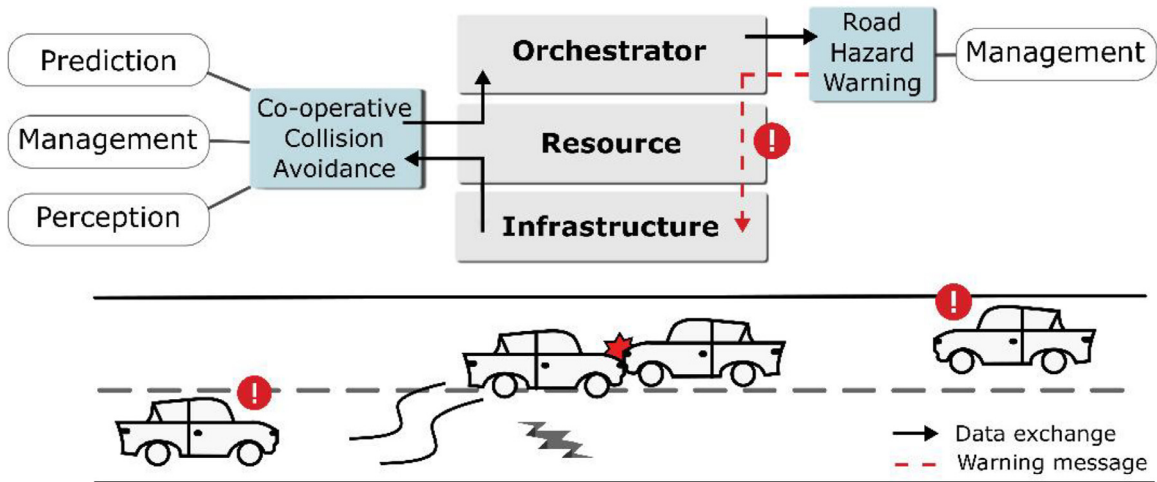 Prediction
Management
Perception
Co-operative
Collision
Avoidance
Orchestrator
Resource
Infrastructure
Road
Hazard
Warning
Management
!
!
!
Data exchange
Warning message